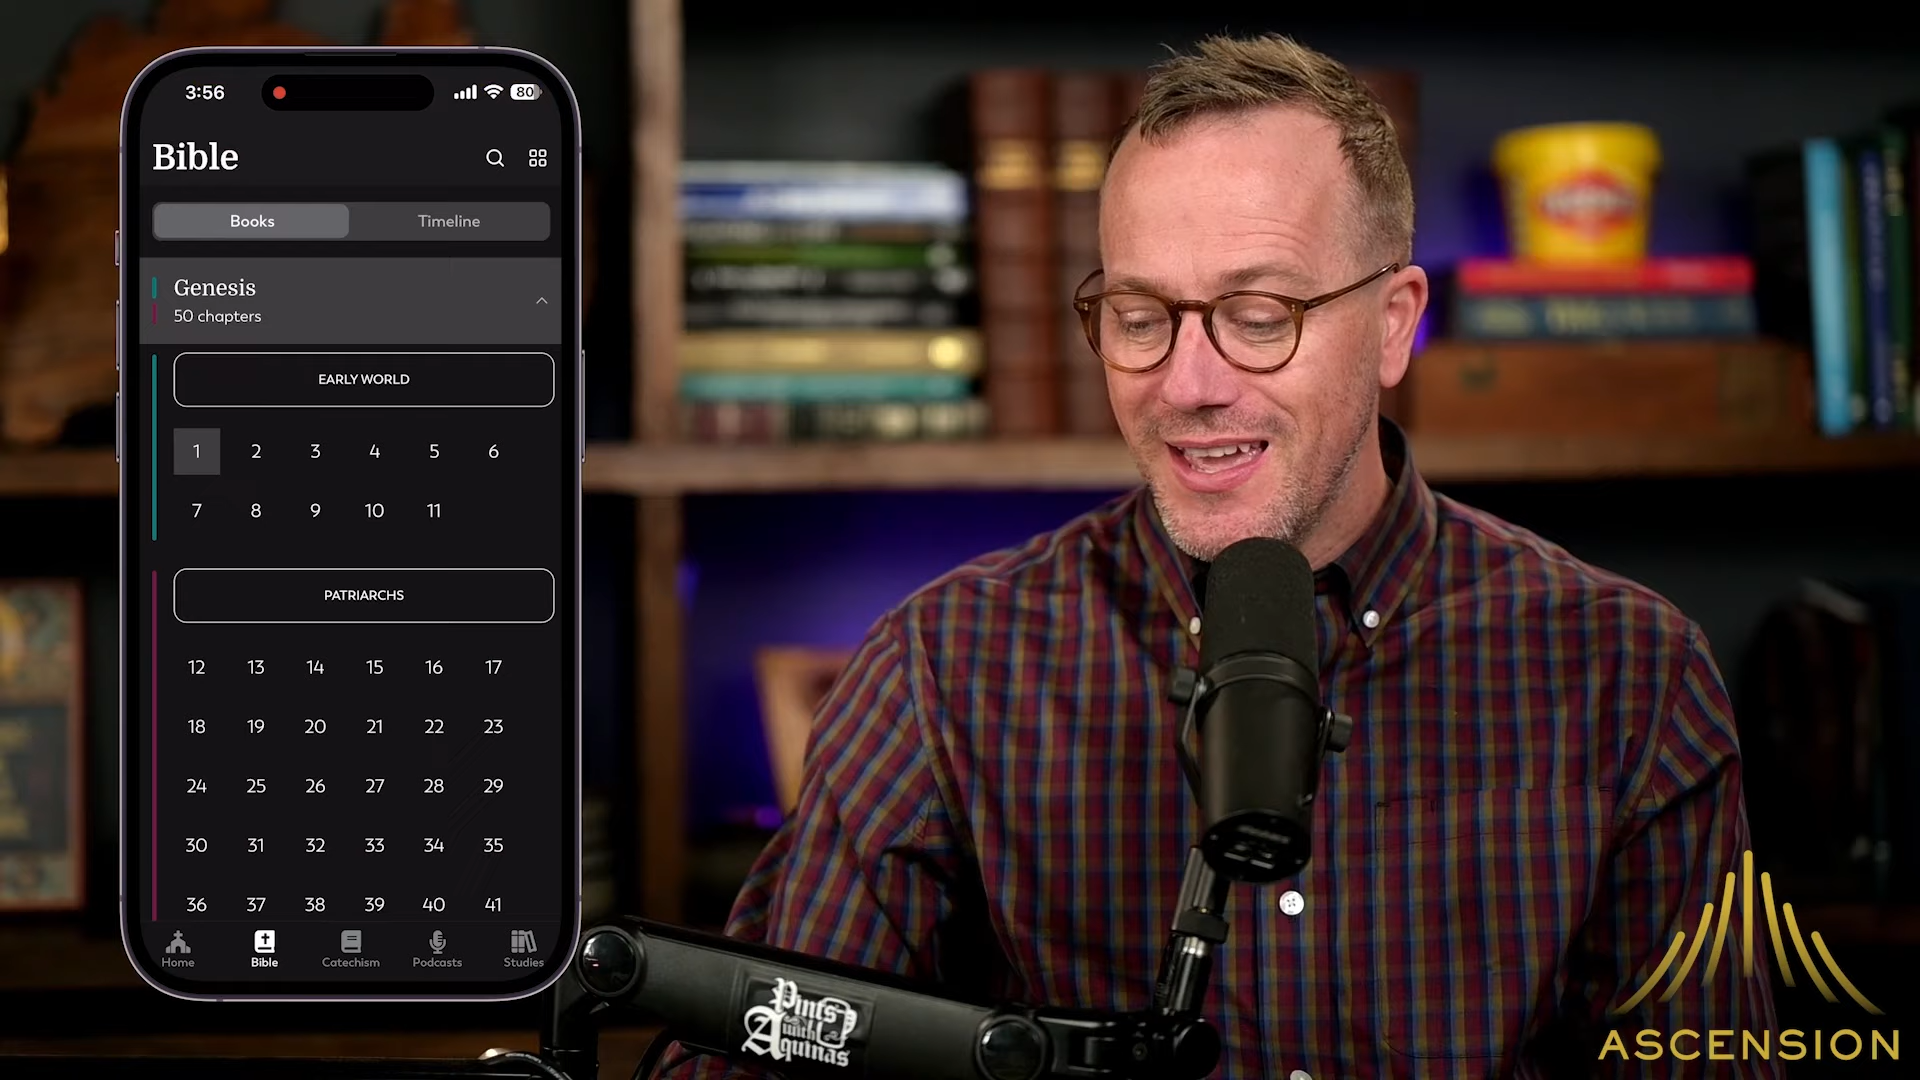 3:56
80
Bible
Books
Timeline
Genesis
50 chapters
EARLY WORLD
1 2 3 4 5 6
7 8 9 10 11
PATRIARCHS
12 13 14 15 16 17
18 19 20 21 22 23
24 25 26 27 28 29
30 31 32 33 34 35
36 37 38 39 40 41
Home
Bible
Catechism
Podcasts
Studies
Pints
with
Aquinas
ASCENSION